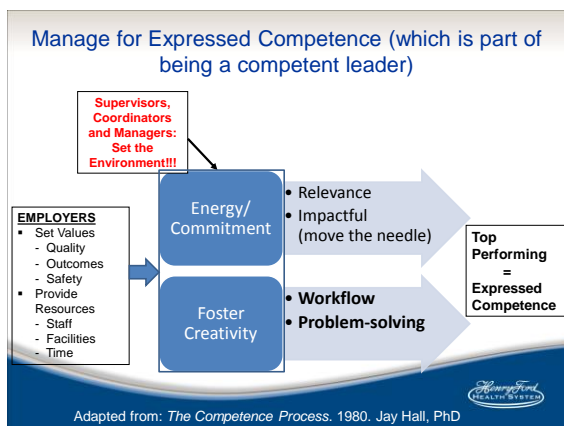 Manage for Expressed Competence (which is part of
being a competent leader)
Supervisors,
Coordinators
and Managers:
Set the
Environment!!!
EMPLOYERS
▪ Set Values
- Quality
- Outcomes
- Safety
▪ Provide
Resources
- Staff
- Facilities
- Time
Energy/
Commitment
• Relevance
• Impactful
(move the needle)
Foster
Creativity
• Workflow
• Problem-solving
Top
Performing
=
Expressed
Competence
Henry Ford
HEALTH SYSTEM
Adapted from: The Competence Process. 1980. Jay Hall, PhD